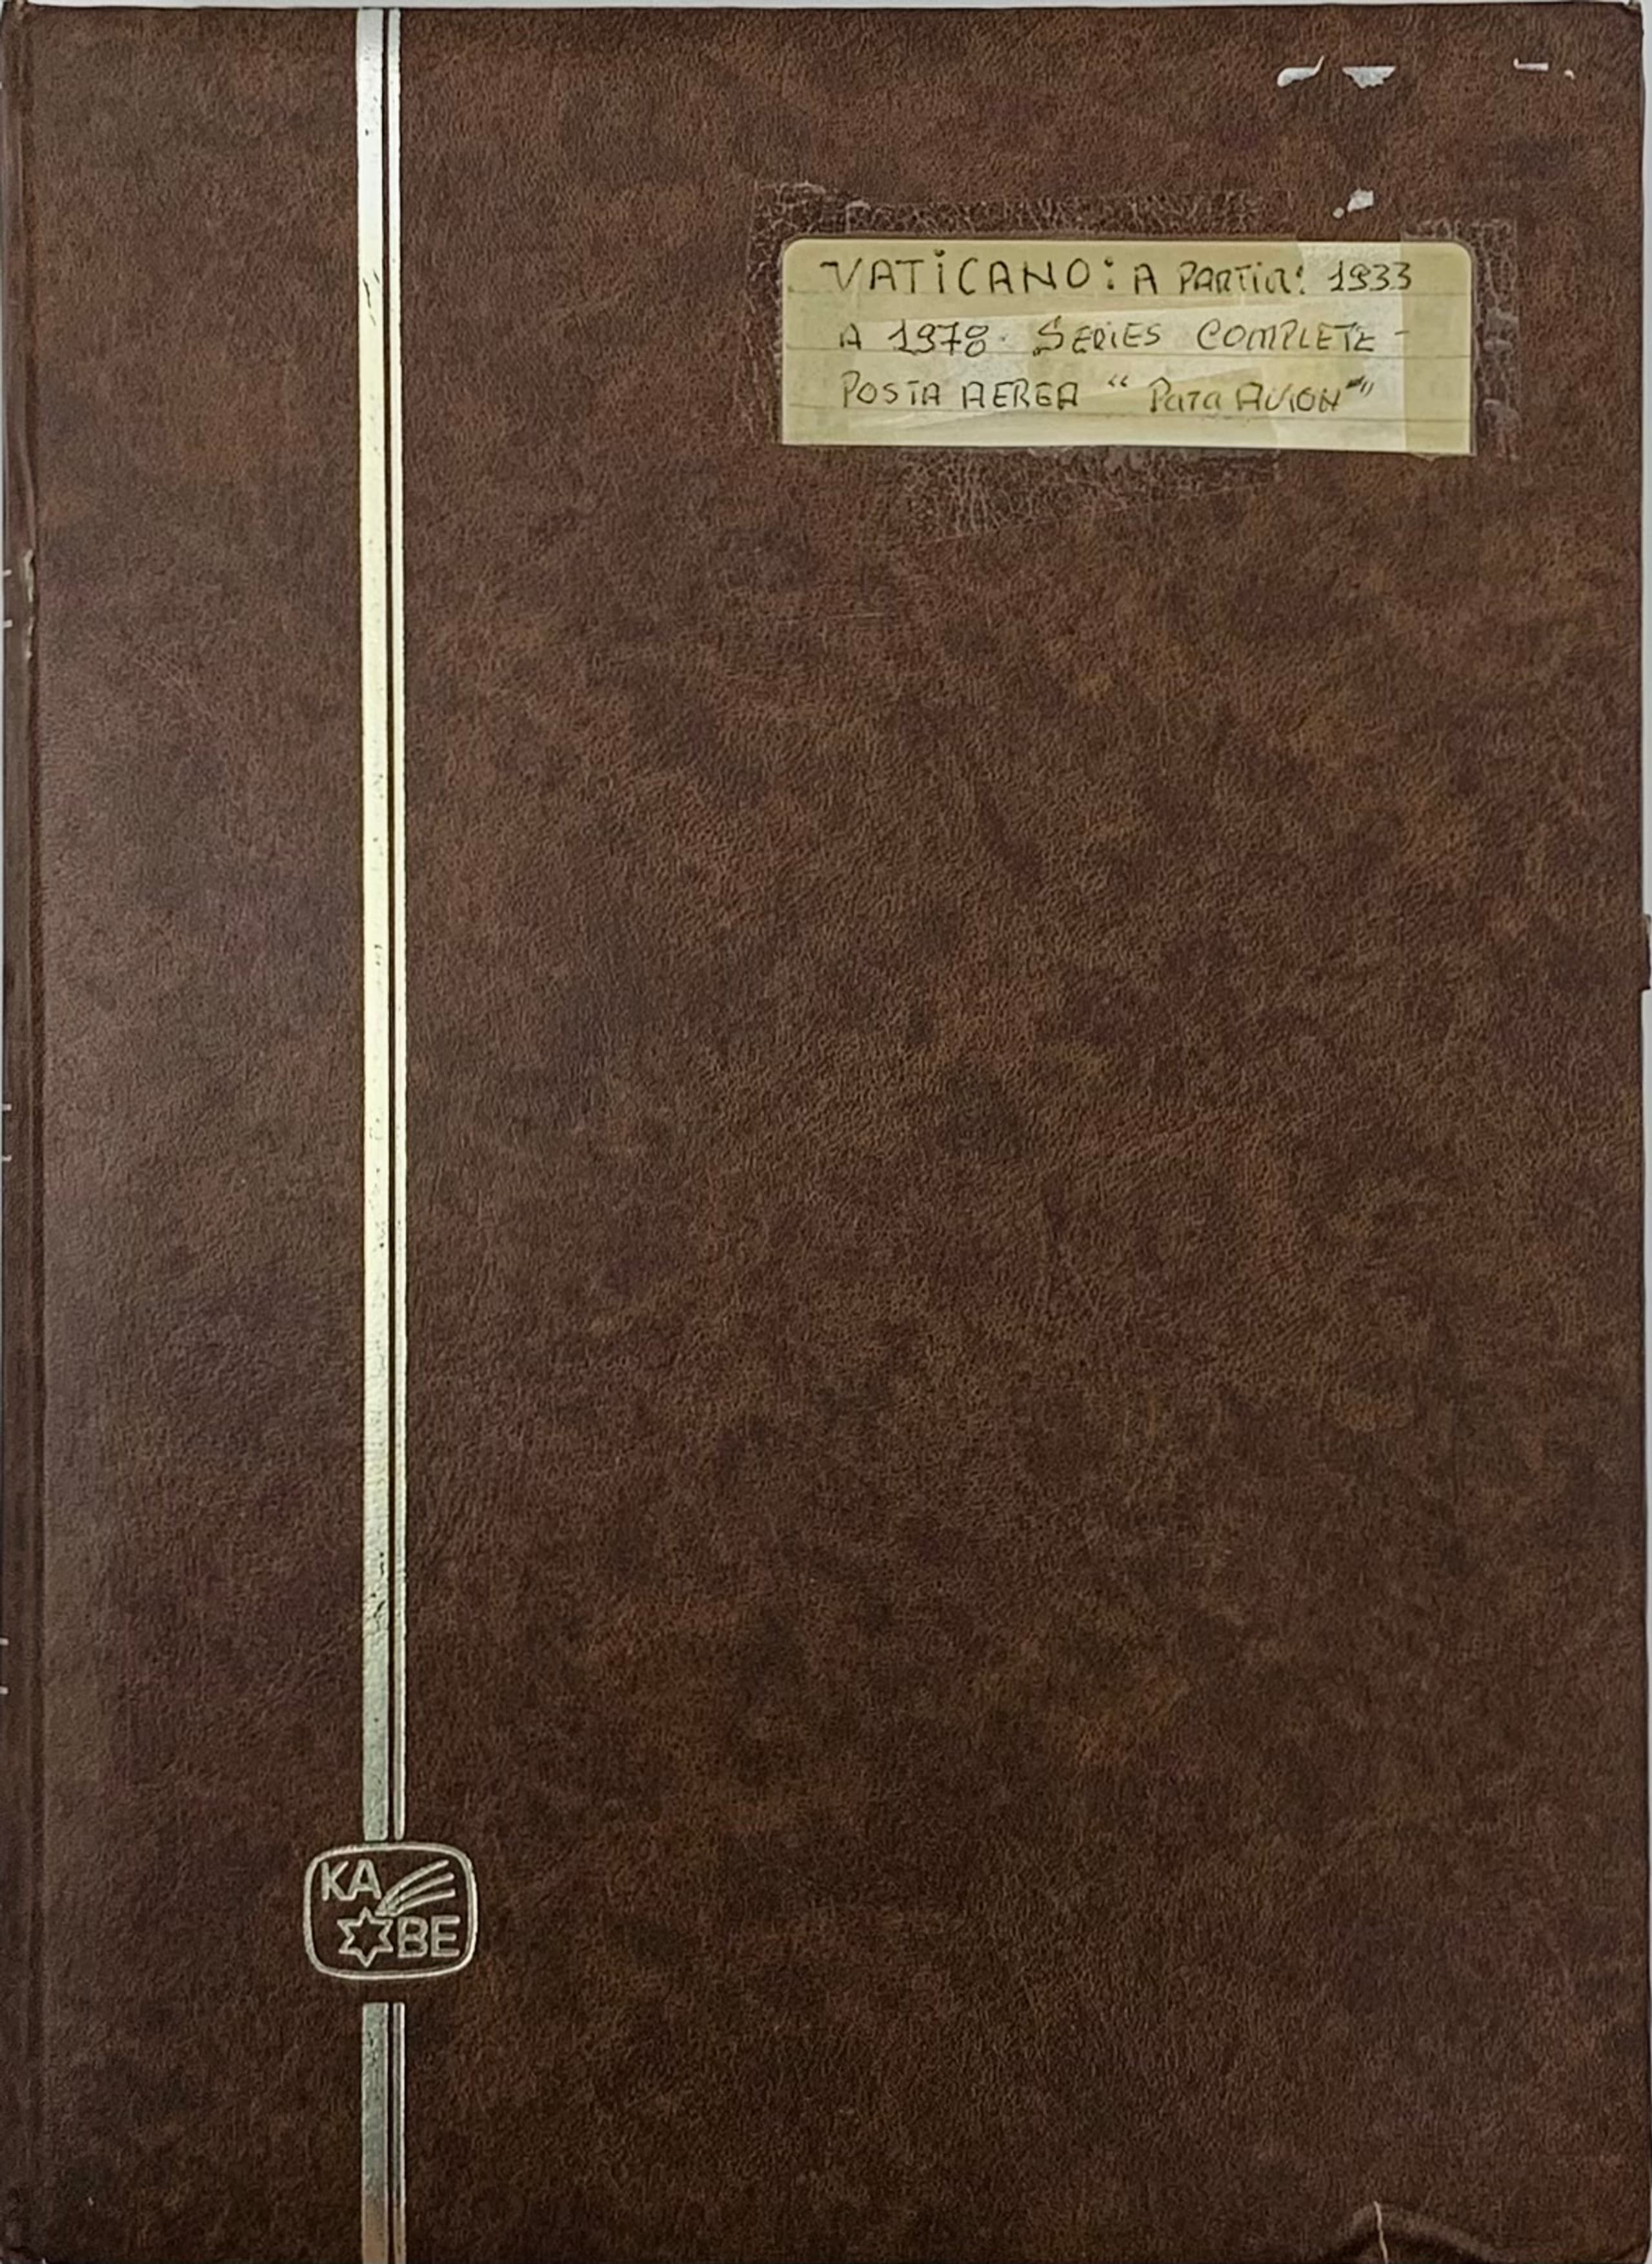 VATICANO: A PARTIR: 1933
A 1978. SERIES COMPLETE -
POSTA AEREA " Para AVION"
KA
BE